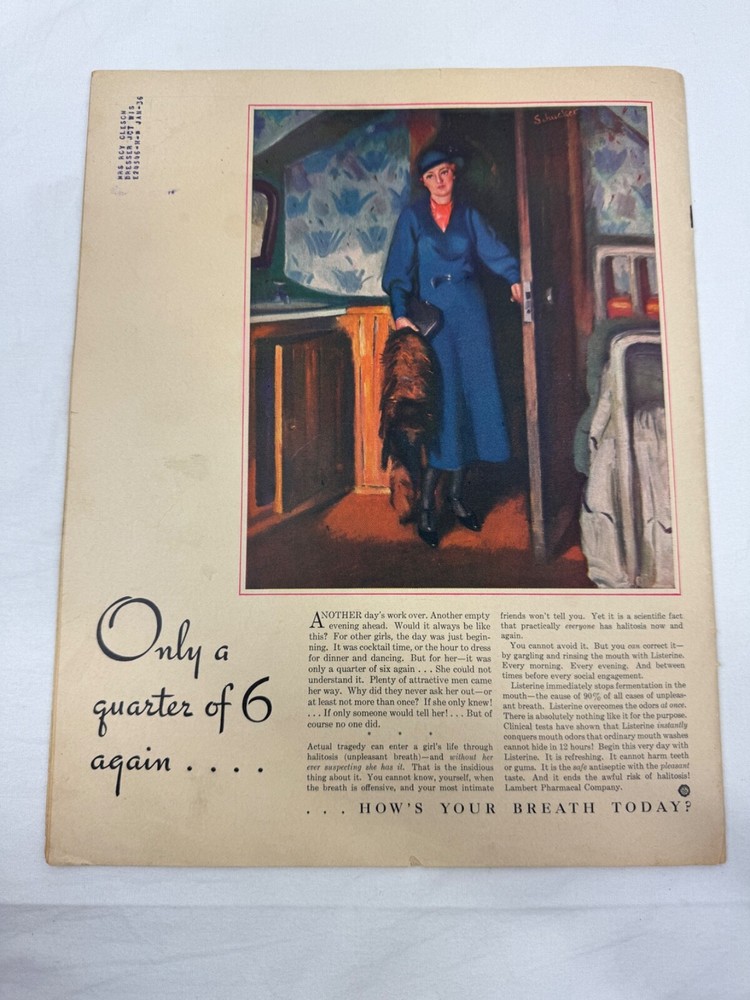 MRS ROY OLESCH
DRESSER JCT WIS
E20506-H-W JAN-36
Schaeffer
Only a
quarter of 6
again . . . .
ANOTHER day's work over. Another empty
evening ahead. Would it always be like
this? For other girls, the day was just begin-
ning. It was cocktail time, or the hour to dress
for dinner and dancing. But for her—it was
only a quarter of six again . . . She could not
understand it. Plenty of attractive men came
her way. Why did they never ask her out—or
at least not more than once? If she only knew!
. . . If only someone would tell her! . . . But of
course no one did.
* * *
Actual tragedy can enter a girl's life through
halitosis (unpleasant breath)—and without her
ever suspecting she has it. That is the insidious
thing about it. You cannot know, yourself, when
the breath is offensive, and your most intimate
friends won't tell you. Yet it is a scientific fact
that practically everyone has halitosis now and
again.
You cannot avoid it. But you can correct it—
by gargling and rinsing the mouth with Listerine.
Every morning. Every evening. And between
times before every social engagement.
Listerine immediately stops fermentation in the
mouth—the cause of 90% of all cases of unpleas-
ant breath. Listerine overcomes the odors at once.
There is absolutely nothing like it for the purpose.
Clinical tests have shown that Listerine instantly
conquers mouth odors that ordinary mouth washes
cannot hide in 12 hours! Begin this very day with
Listerine. It is refreshing. It cannot harm teeth
or gums. It is the safe antiseptic with the pleasant
taste. And it ends the awful risk of halitosis!
Lambert Pharmacal Company.
. . . HOW'S YOUR BREATH TODAY?